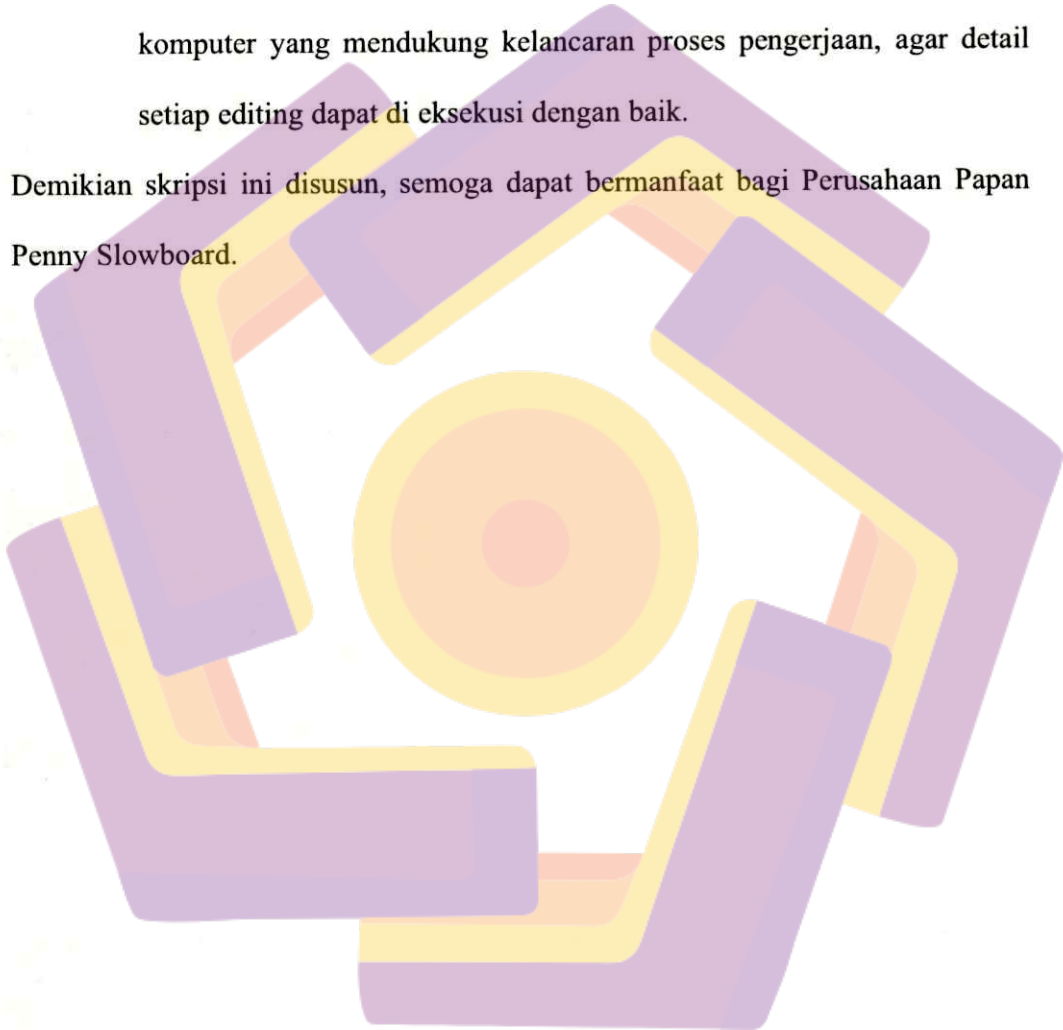 komputer yang mendukung kelancaran proses pengerjaan, agar detail
setiap editing dapat di eksekusi dengan baik.
Demikian skripsi ini disusun, semoga dapat bermanfaat bagi Perusahaan Papan
Penny Slowboard.